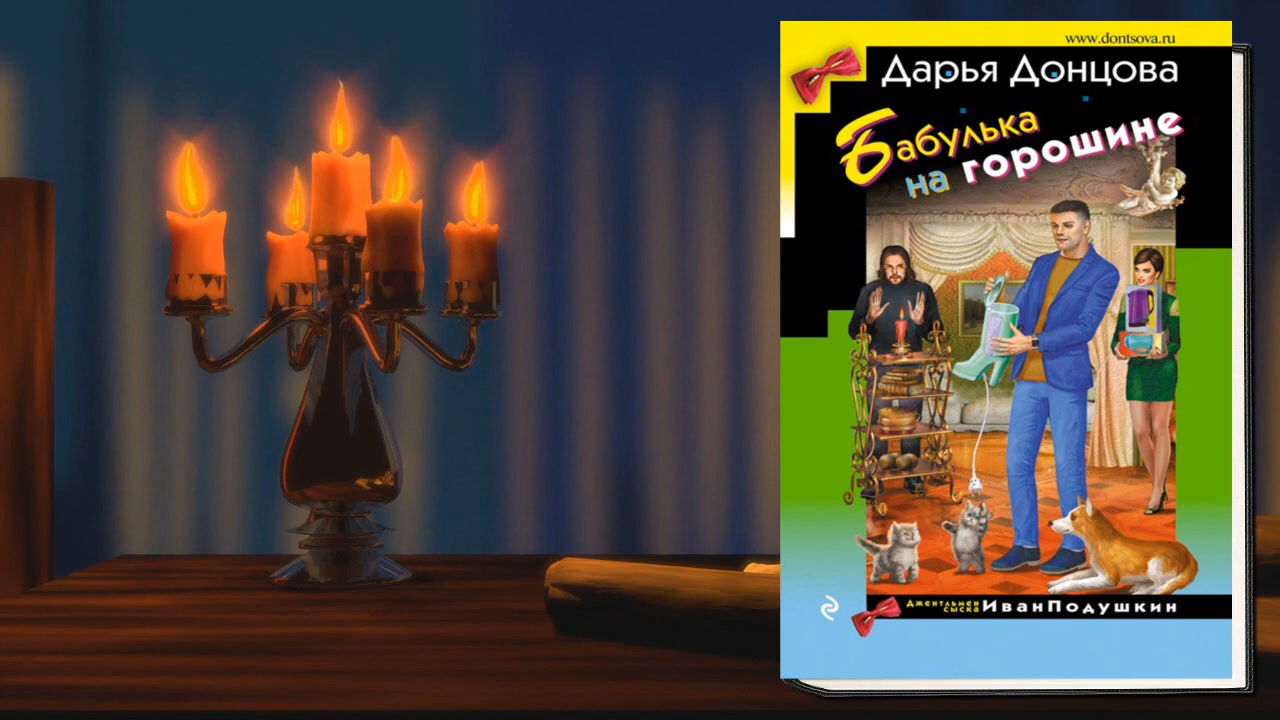 www.dontsova.ru
Дарья Донцова
Бабулька
на горошине
Джентльмен
сыска
Иван Подушкин